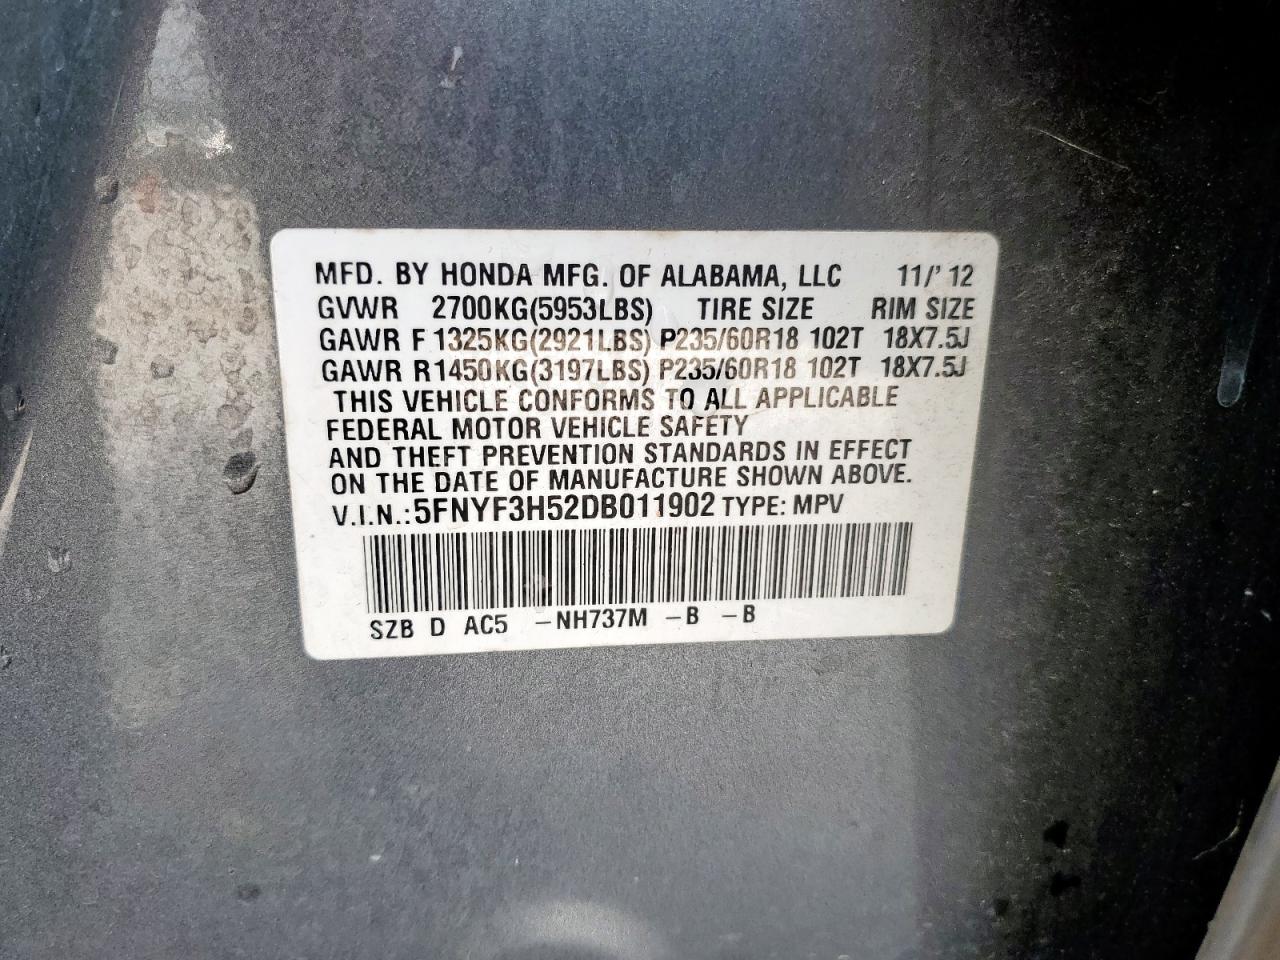 MFD. BY HONDA MFG. OF ALABAMA, LLC 11/'12
GVWR 2700KG(5953LBS) TIRE SIZE RIM SIZE
GAWR F 1325KG(2921LBS) P235/60R18 102T 18X7.5J
GAWR R1450KG(3197LBS) P235/60R18 102T 18X7.5J
THIS VEHICLE CONFORMS TO ALL APPLICABLE
FEDERAL MOTOR VEHICLE SAFETY
AND THEFT PREVENTION STANDARDS IN EFFECT
ON THE DATE OF MANUFACTURE SHOWN ABOVE.
V.I.N.:5FNYF3H52DB011902 TYPE: MPV
SZB D AC5 -NH737M -B -B